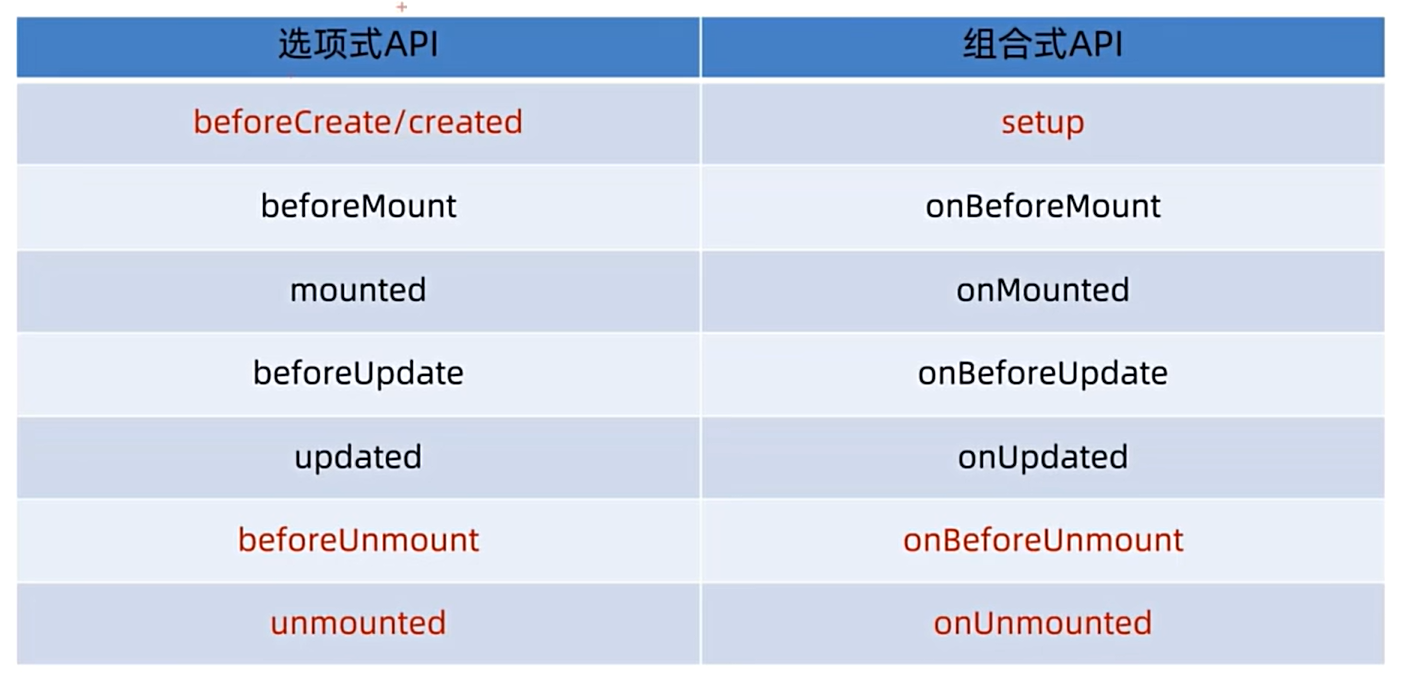 选项式API 组合式API
beforeCreate/created setup
beforeMount onBeforeMount
mounted onMounted
beforeUpdate onBeforeUpdate
updated onUpdated
beforeUnmount onBeforeUnmount
unmounted onUnmounted